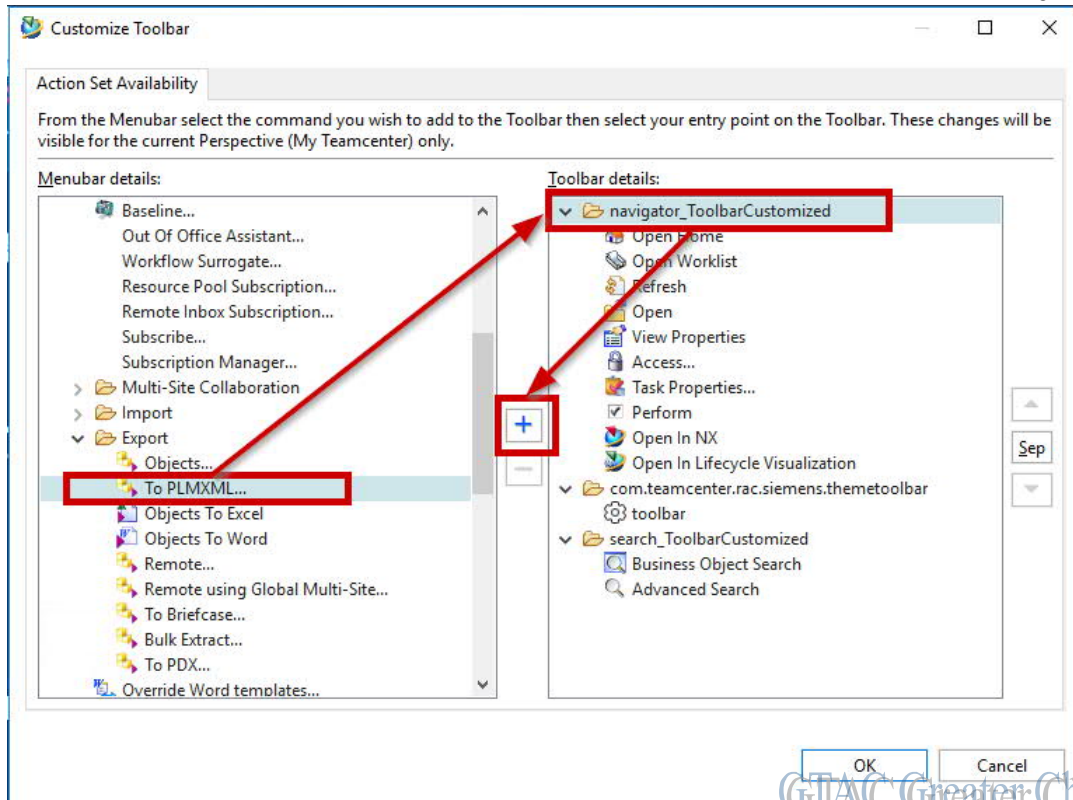 Customize Toolbar
Action Set Availability
From the Menubar select the command you wish to add to the Toolbar then select your entry point on the Toolbar. These changes will be
visible for the current Perspective (My Teamcenter) only.
Menubar details:
Baseline...
Out Of Office Assistant...
Workflow Surrogate...
Resource Pool Subscription...
Remote Inbox Subscription...
Subscribe...
Subscription Manager...
Multi-Site Collaboration
Import
Export
Objects...
To PLMXML...
Objects To Excel
Objects To Word
Remote...
Remote using Global Multi-Site...
To Briefcase...
Bulk Extract...
To PDX...
Override Word templates...
Toolbar details:
navigator_ToolbarCustomized
Open Home
Open Worklist
Refresh
Open
View Properties
Access...
Task Properties...
Perform
Open In NX
Open In Lifecycle Visualization
com.teamcenter.rac.siemens.themetoolbar
toolbar
search_ToolbarCustomized
Business Object Search
Advanced Search
Sep
OK
Cancel
GTAC Greater Ch